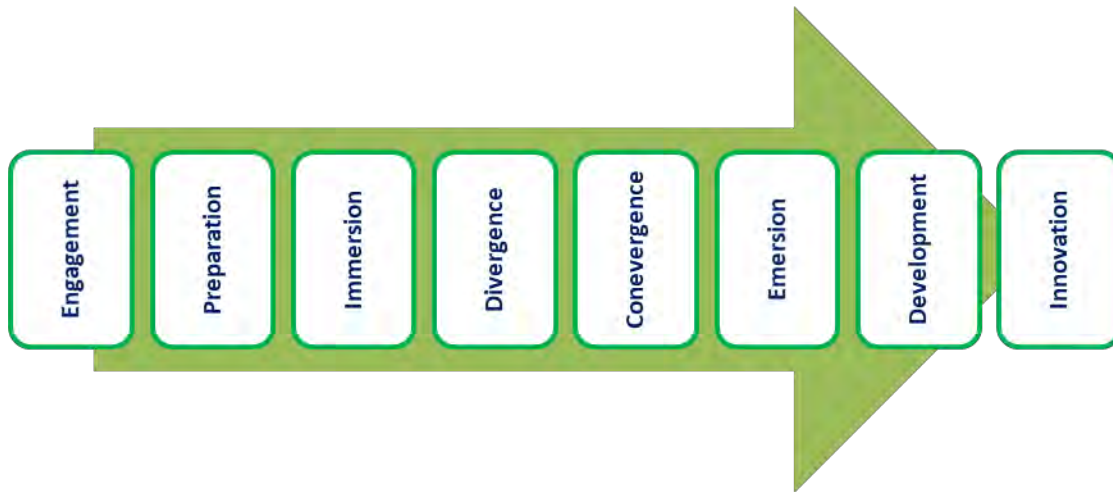 Engagement
Preparation
Immersion
Divergence
Conevergence
Emersion
Development
Innovation